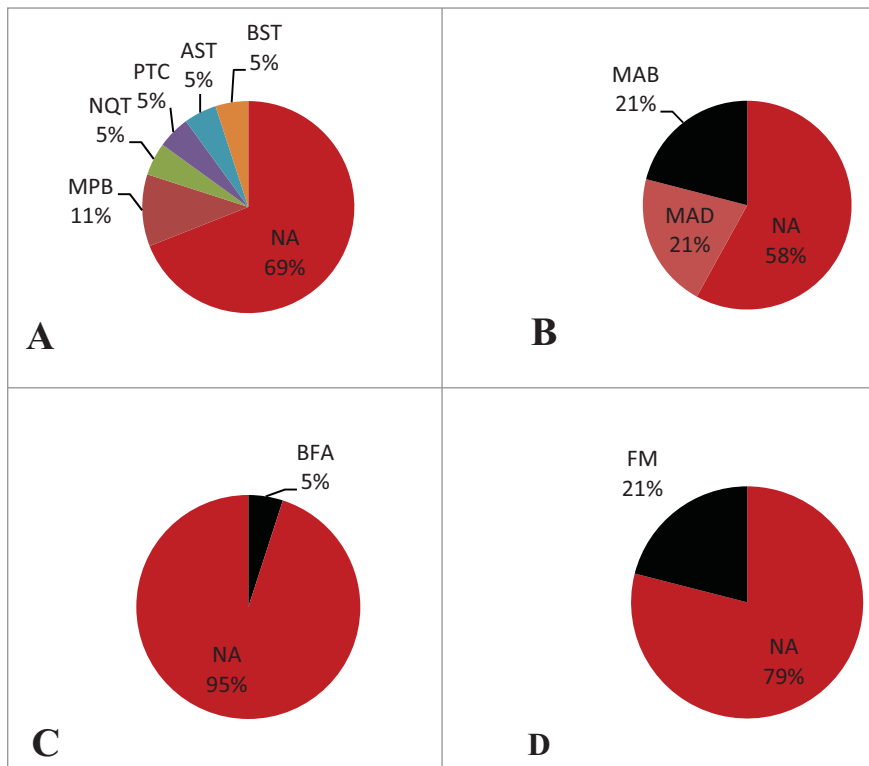 BST
5%
AST
5%
PTC
5%
NQT
5%
MPB
11%
NA
69%
A
MAB
21%
MAD
21%
NA
58%
B
BFA
5%
NA
95%
C
FM
21%
NA
79%
D